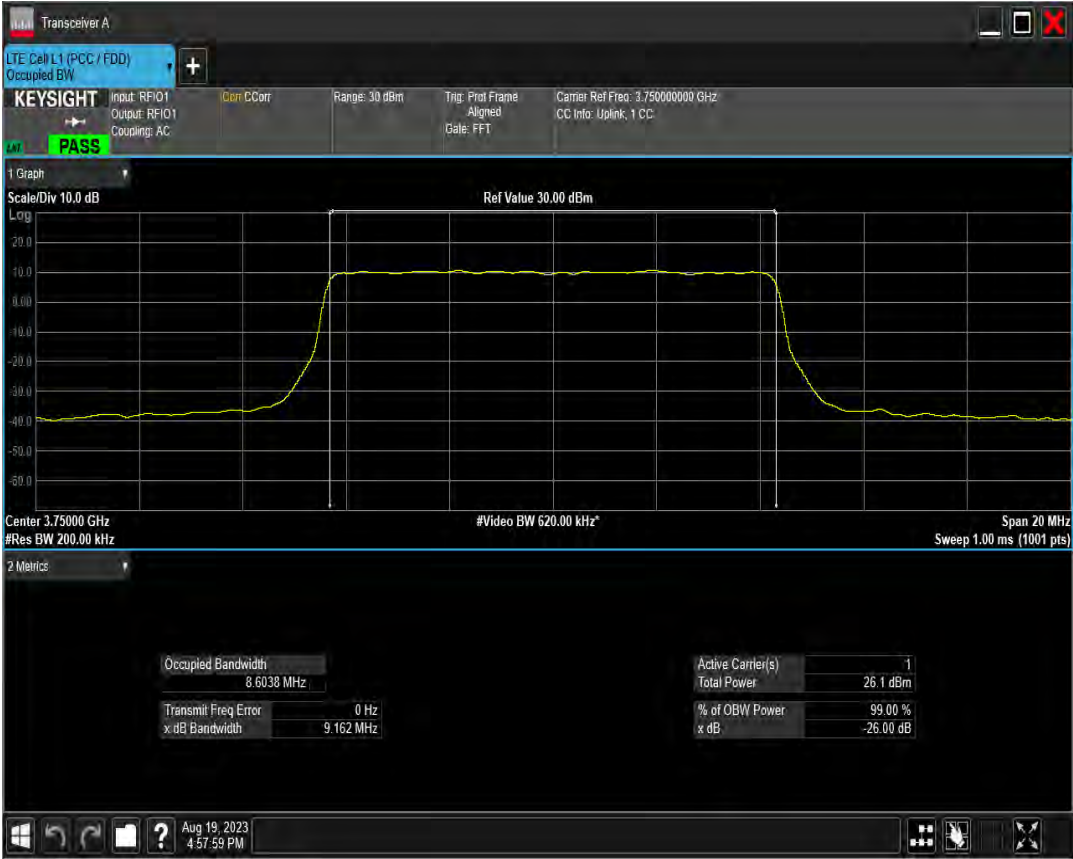 Transceiver A
LTE Cell L1 (PCC / FDD)
Occupied BW
KEYSIGHT
Input: RFIO1
Output: RFIO1
Coupling: AC
Corr CCorr
Range: 30 dBm
Trig: Prdt Frame
Aligned
Gate: FFT
Carrier Ref Freq: 3.750000000 GHz
CC Info: Uplink, 1 CC
PASS
1 Graph
Scale/Div 10.0 dB
Ref Value 30.00 dBm
Log
20.0
10.0
0.00
-10.0
-20.0
-30.0
-40.0
-50.0
-60.0
Center 3.75000 GHz
#Video BW 620.00 kHz*
Span 20 MHz
#Res BW 200.00 kHz
Sweep 1.00 ms (1001 pts)
2 Metrics
Occupied Bandwidth
8.6038 MHz
Transmit Freq Error 0 Hz
x dB Bandwidth 9.162 MHz
Active Carrier(s) 1
Total Power 26.1 dBm
% of OBW Power 99.00 %
x dB -26.00 dB
Aug 19, 2023
4:57:59 PM